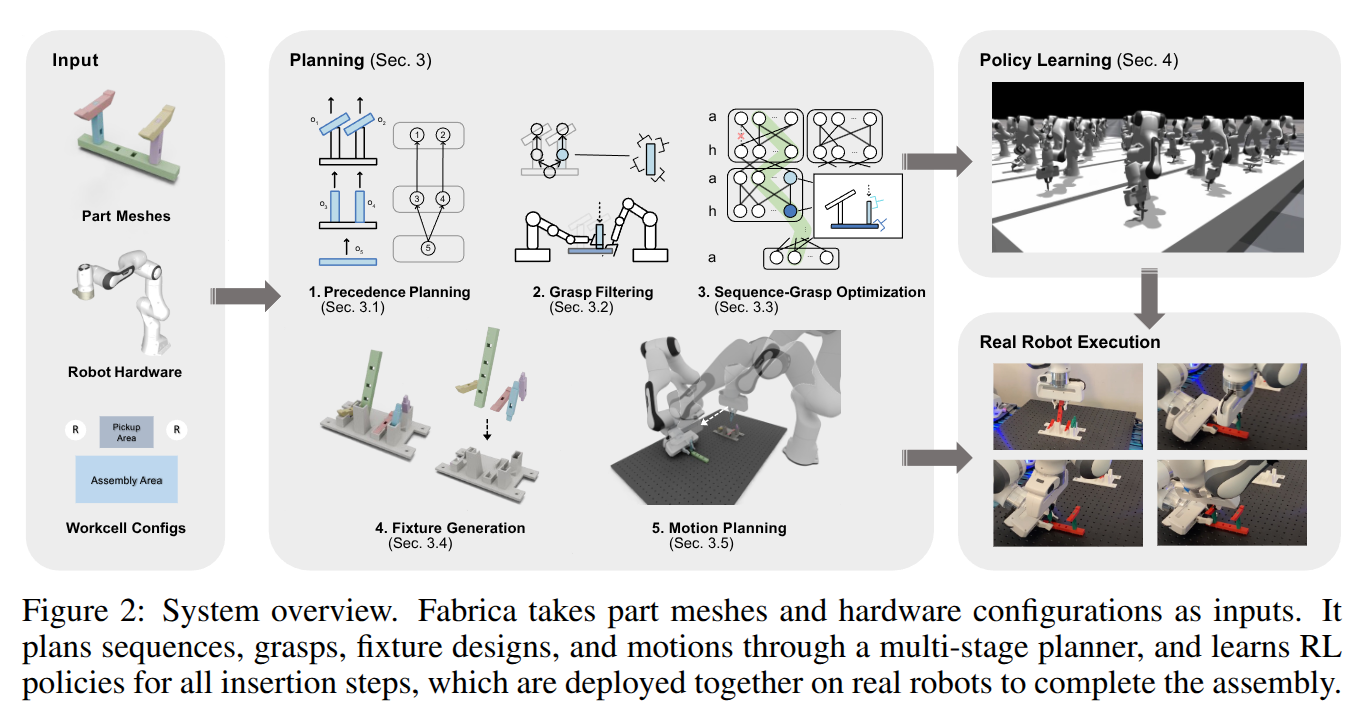 Input
Part Meshes
Robot Hardware
R
Pickup
Area
R
Assembly Area
Workcell Configs
Planning (Sec. 3)
o1
o2
o3
o4
o5
1
2
3
4
5
1. Precedence Planning
(Sec. 3.1)
2. Grasp Filtering
(Sec. 3.2)
a
...
...
h
...
...
a
...
h
...
...
a
...
3. Sequence-Grasp Optimization
(Sec. 3.3)
4. Fixture Generation
(Sec. 3.4)
5. Motion Planning
(Sec. 3.5)
Policy Learning (Sec. 4)
Real Robot Execution
Figure 2: System overview. Fabrica takes part meshes and hardware configurations as inputs. It
plans sequences, grasps, fixture designs, and motions through a multi-stage planner, and learns RL
policies for all insertion steps, which are deployed together on real robots to complete the assembly.